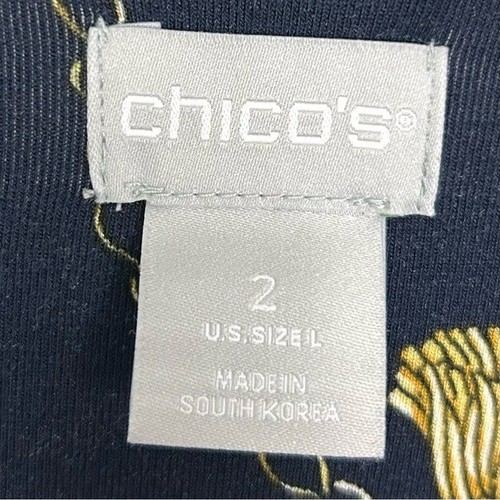 chico's®
2
U.S. SIZE L
MADE IN
SOUTH KOREA